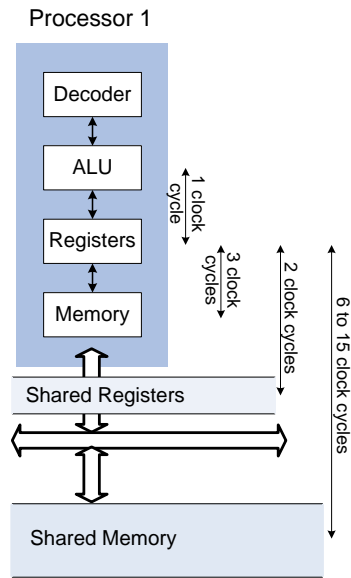 Processor 1
Decoder
ALU
Registers
Memory
1 clock
cycle
3 clock
cycles
2 clock cycles
6 to 15 clock cycles
Shared Registers
Shared Memory